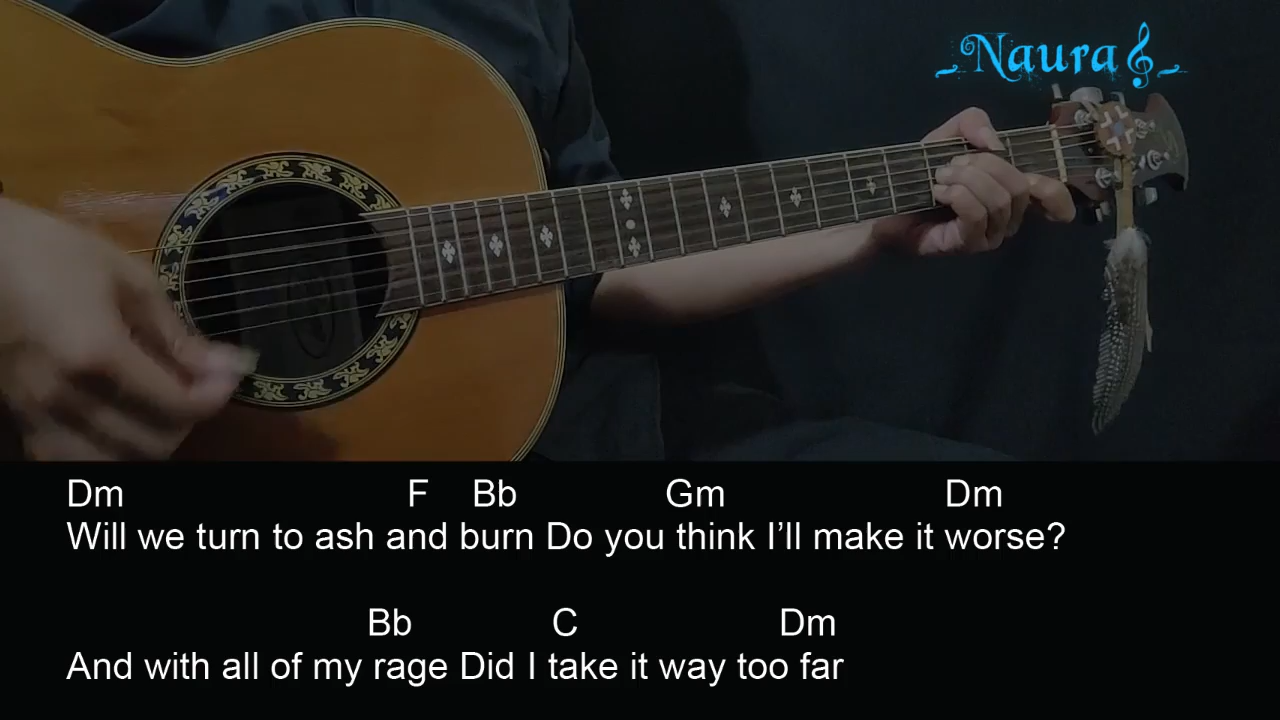 Naura
Dm F Bb Gm Dm
Will we turn to ash and burn Do you think I’ll make it worse?
Bb C Dm
And with all of my rage Did I take it way too far